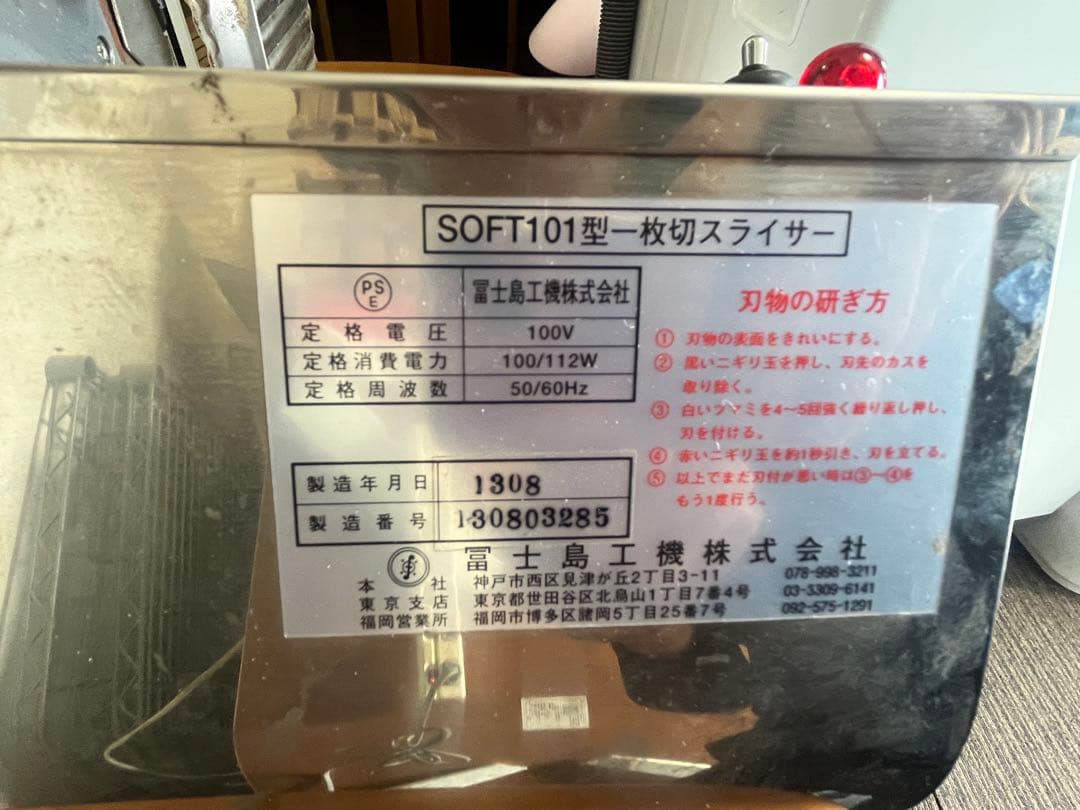 SOFT101型一枚切スライサー
PS
E
冨士島工機株式会社
定格電圧 100V
定格消費電力 100/112W
定格周波数 50/60Hz
製造年月日 1308
製造番号 130803285
刃物の研ぎ方
① 刃物の表面をきれいにする。
② 黒いニギリ玉を押し、刃先のカスを
取り除く。
③ 白いツマミを4〜5回強く繰り返し押し、
刃を付ける。
④ 赤いニギリ玉を約1秒引き、刃を立てる。
⑤ 以上でまだ刃付が悪い時は③―④を
もう1度行う。
冨士島工機株式会社
本社 神戸市西区見津が丘2丁目3-11 078-998-3211
東京支店 東京都世田谷区北烏山1丁目7番4号 03-3309-6141
福岡営業所 福岡市博多区諸岡5丁目25番7号 092-575-1291